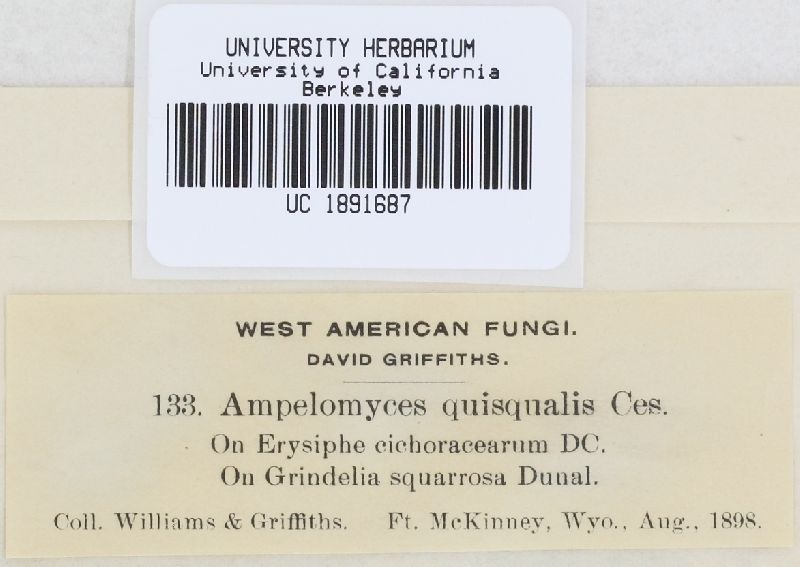 UNIVERSITY HERBARIUM
University of California
Berkeley
UC 1891687
WEST AMERICAN FUNGI.
DAVID GRIFFITHS.
133. Ampelomyces quisqualis Ces.
On Erysiphe cichoracearum DC.
On Grindelia squarrosa Dunal.
Coll. Williams & Griffiths. Ft. McKinney, Wyo., Aug., 1898.